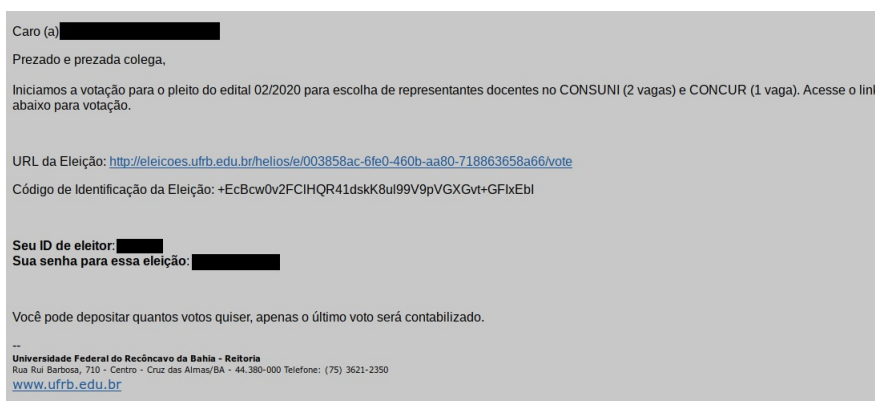 Caro (a)
Prezado e prezada colega,
Iniciamos a votação para o pleito do edital 02/2020 para escolha de representantes docentes no CONSUNI (2 vagas) e CONCUR (1 vaga). Acesse o link
abaixo para votação.
URL da Eleição: http://eleicoes.ufrb.edu.br/helios/e/003858ac-6fe0-460b-aa80-718863658a66/vote
Código de Identificação da Eleição: +EcBcw0v2FClHQR41dskK8ul99V9pVGXGvt+GFlxEbI
Seu ID de eleitor:
Sua senha para essa eleição:
Você pode depositar quantos votos quiser, apenas o último voto será contabilizado.
--
Universidade Federal do Recôncavo da Bahia - Reitoria
Rua Rui Barbosa, 710 - Centro - Cruz das Almas/BA - 44.380-000 Telefone: (75) 3621-2350
www.ufrb.edu.br